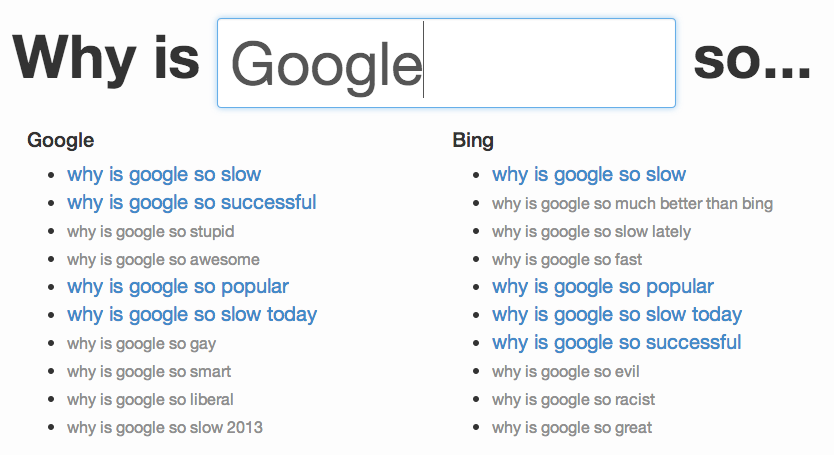 Why is Google so...
Google
why is google so slow
why is google so successful
why is google so stupid
why is google so awesome
why is google so popular
why is google so slow today
why is google so gay
why is google so smart
why is google so liberal
why is google so slow 2013
Bing
why is google so slow
why is google so much better than bing
why is google so slow lately
why is google so fast
why is google so popular
why is google so slow today
why is google so successful
why is google so evil
why is google so racist
why is google so great